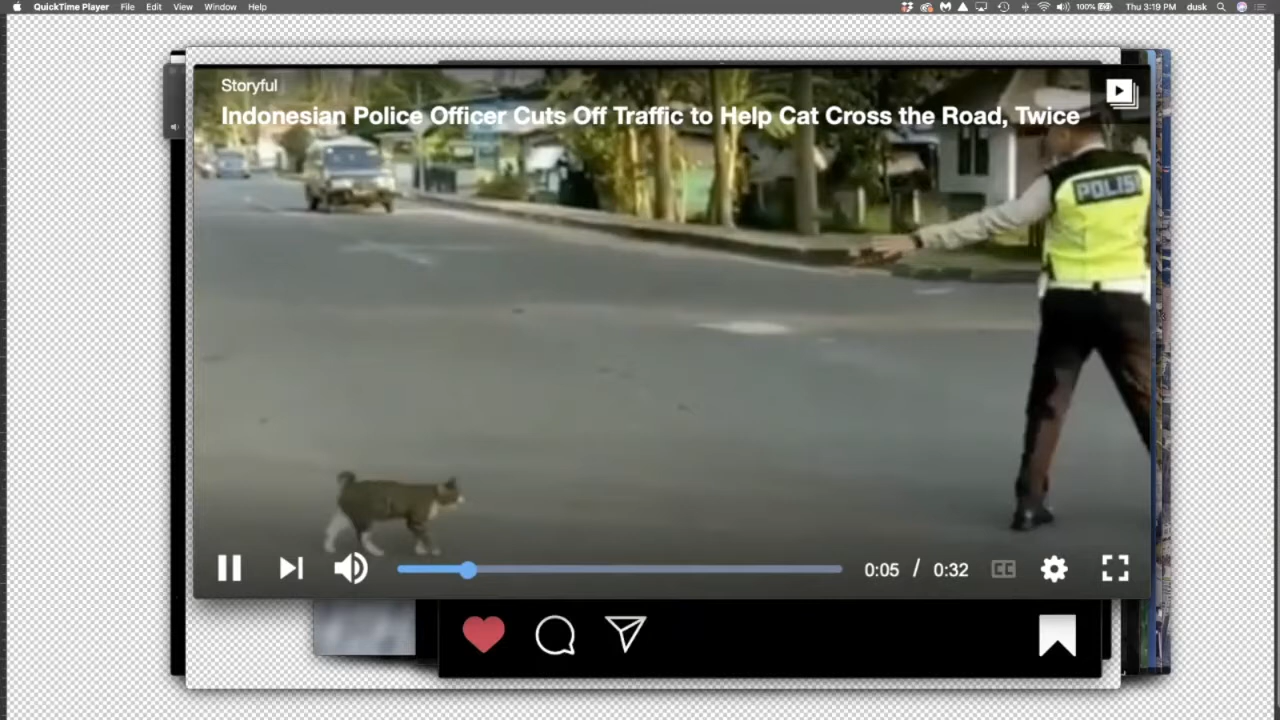 QuickTime Player File Edit View Window Help 100% Thu 3:19 PM dusk
Storyful
Indonesian Police Officer Cuts Off Traffic to Help Cat Cross the Road, Twice
POLISI
0:05 / 0:32 CC